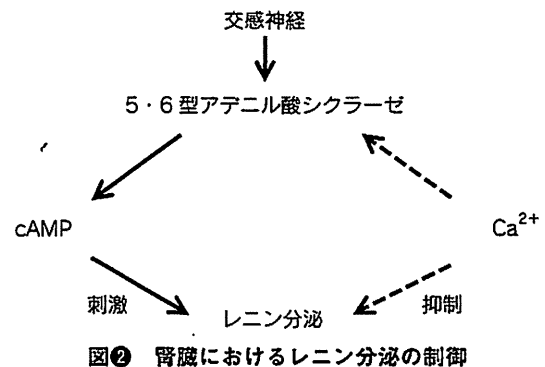 交感神経
5・6型アデニル酸シクラーゼ
cAMP
Ca²⁺
刺激
レニン分泌
抑制
図❷ 腎臓におけるレニン分泌の制御